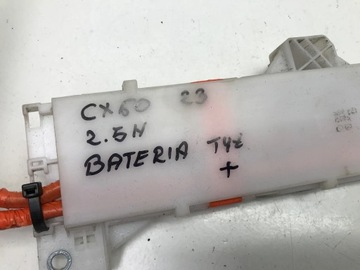 CX60 23
2.5H
BATERIA TYŁ
+